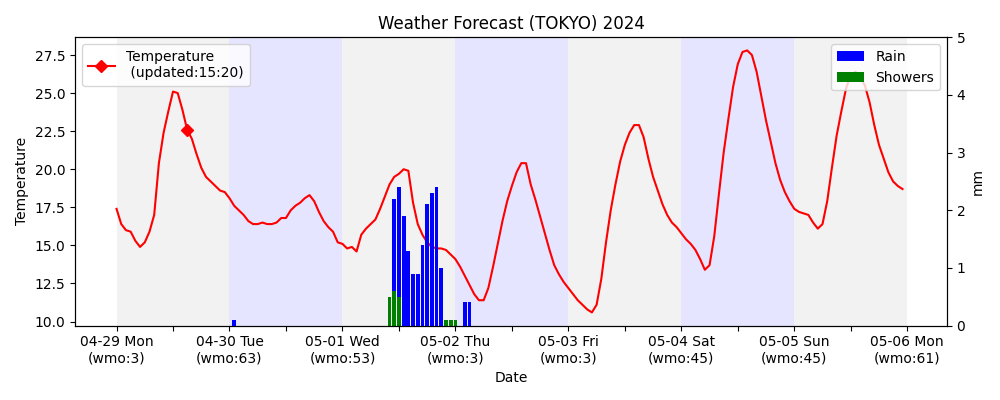 Weather Forecast (TOKYO) 2024
Temperature
(updated:15:20)
Rain
Showers
27.5
25.0
22.5
20.0
17.5
15.0
12.5
10.0
Temperature
5
4
3
2
1
0
mm
04-29 Mon
(wmo:3)
04-30 Tue
(wmo:63)
05-01 Wed
(wmo:53)
05-02 Thu
(wmo:3)
05-03 Fri
(wmo:3)
05-04 Sat
(wmo:45)
05-05 Sun
(wmo:45)
05-06 Mon
(wmo:61)
Date